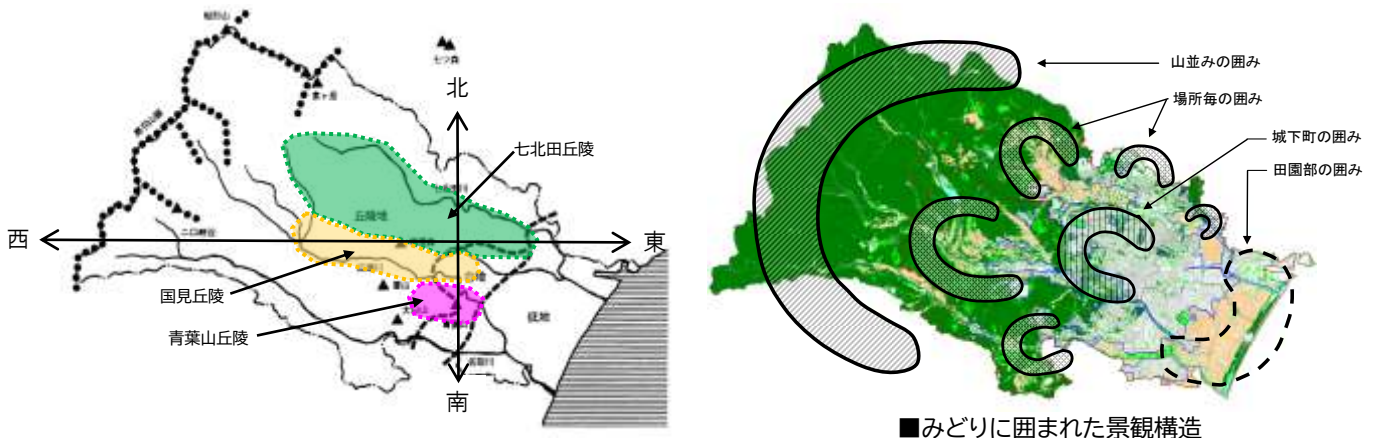 北
七北田丘陵
西
東
丘陵地
国見丘陵
青葉山丘陵
低地
南
山並みの囲み
場所毎の囲み
城下町の囲み
田園部の囲み
■みどりに囲まれた景観構造